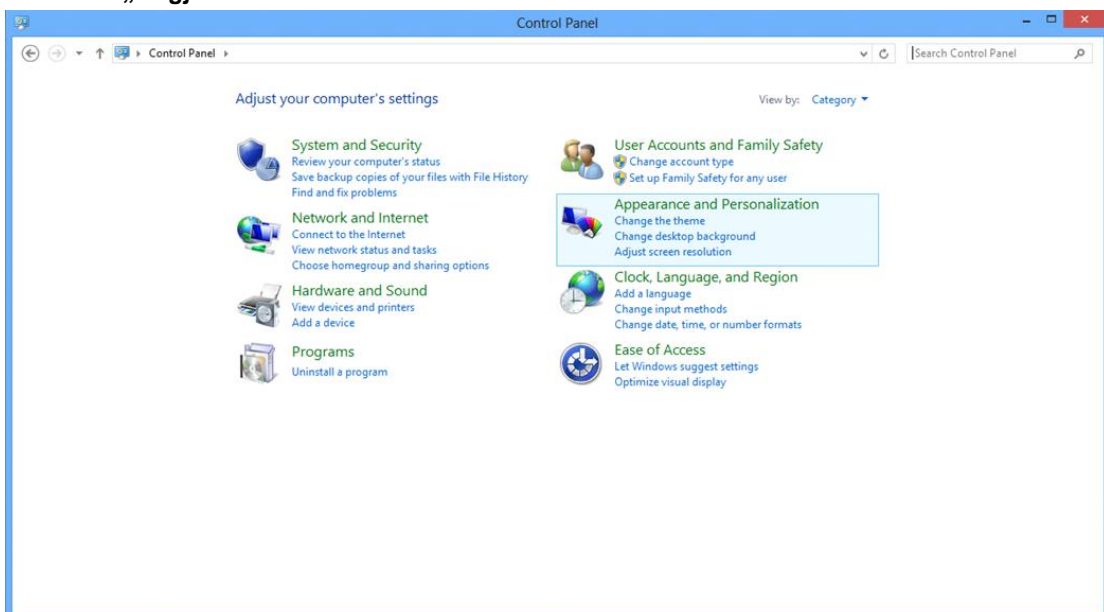 Control Panel
Control Panel
Search Control Panel
Adjust your computer's settings
View by: Category
System and Security
Review your computer's status
Save backup copies of your files with File History
Find and fix problems
Network and Internet
Connect to the Internet
View network status and tasks
Choose homegroup and sharing options
Hardware and Sound
View devices and printers
Add a device
Programs
Uninstall a program
User Accounts and Family Safety
Change account type
Set up Family Safety for any user
Appearance and Personalization
Change the theme
Change desktop background
Adjust screen resolution
Clock, Language, and Region
Add a language
Change input methods
Change date, time, or number formats
Ease of Access
Let Windows suggest settings
Optimize visual display